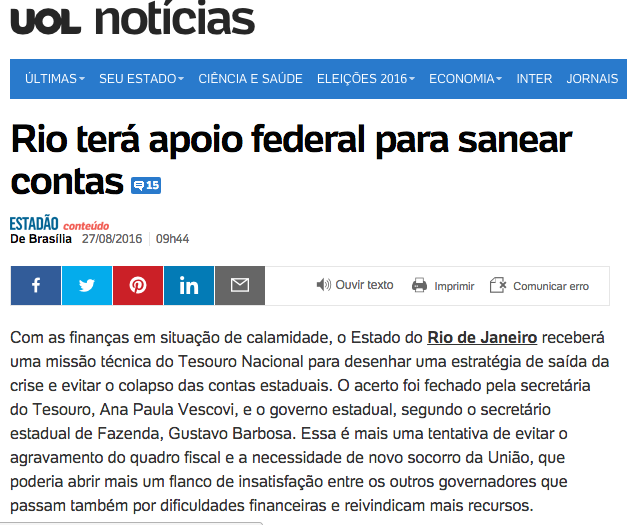 UOL notícias
ÚLTIMAS SEU ESTADO CIÊNCIA E SAÚDE ELEIÇÕES 2016 ECONOMIA INTER JORNAIS
Rio terá apoio federal para sanear
contas 15
ESTADÃO conteúdo
De Brasília 27/08/2016 09h44
f in Ouvir texto Imprimir Comunicar erro
Com as finanças em situação de calamidade, o Estado do Rio de Janeiro receberá
uma missão técnica do Tesouro Nacional para desenhar uma estratégia de saída da
crise e evitar o colapso das contas estaduais. O acerto foi fechado pela secretária
do Tesouro, Ana Paula Vescovi, e o governo estadual, segundo o secretário
estadual de Fazenda, Gustavo Barbosa. Essa é mais uma tentativa de evitar o
agravamento do quadro fiscal e a necessidade de novo socorro da União, que
poderia abrir mais um flanco de insatisfação entre os outros governadores que
passam também por dificuldades financeiras e reivindicam mais recursos.